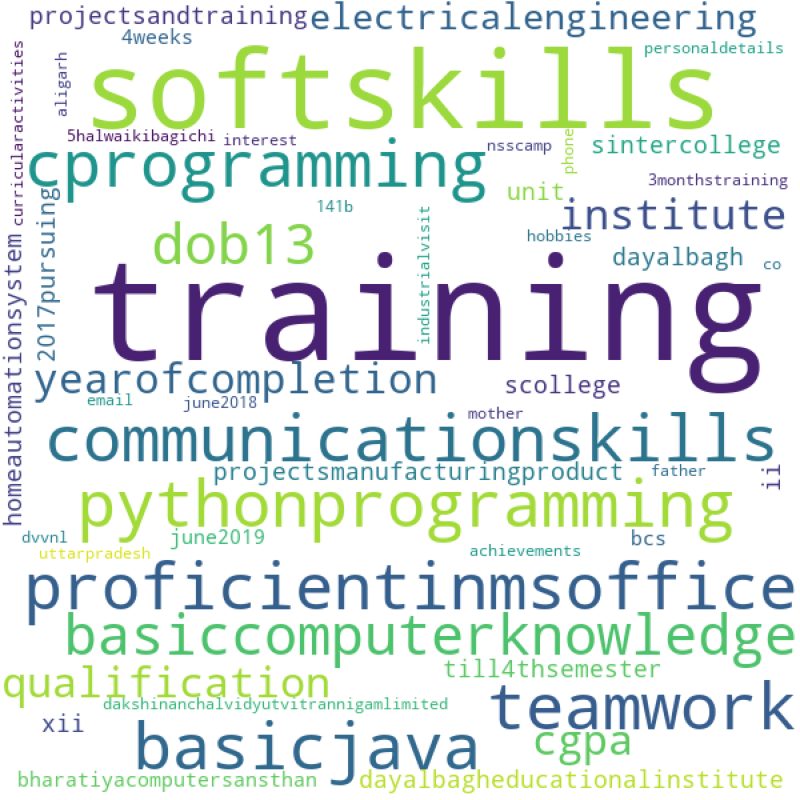 projectsandtraining
electricalengineering
4weeks
personaldetails
softskills
curricularactivities
aligarh
5halwaikibagichi
interest
nsscamp
phone
sintercollege
cprogramming
3monthstraining
unit
141b
institute
2017pursuing
dob13
industrialvisit
hobbies
dayalbagh
co
homeautomationsystem
training
yearofcompletion
scollege
email
june2018
mother
communicationskills
projectsmanufacturingproduct
father
ii
pythonprogramming
dvvnl
june2019
bcs
uttarpradesh
achievements
proficientinmsoffice
basiccomputerknowledge
till4thsemester
qualification
dakshinanchalvidyutvitrannigamlimited
teamwork
xii
basicjava
cgpa
bharatiyacomputersansthan
dayalbagheducationalinstitute